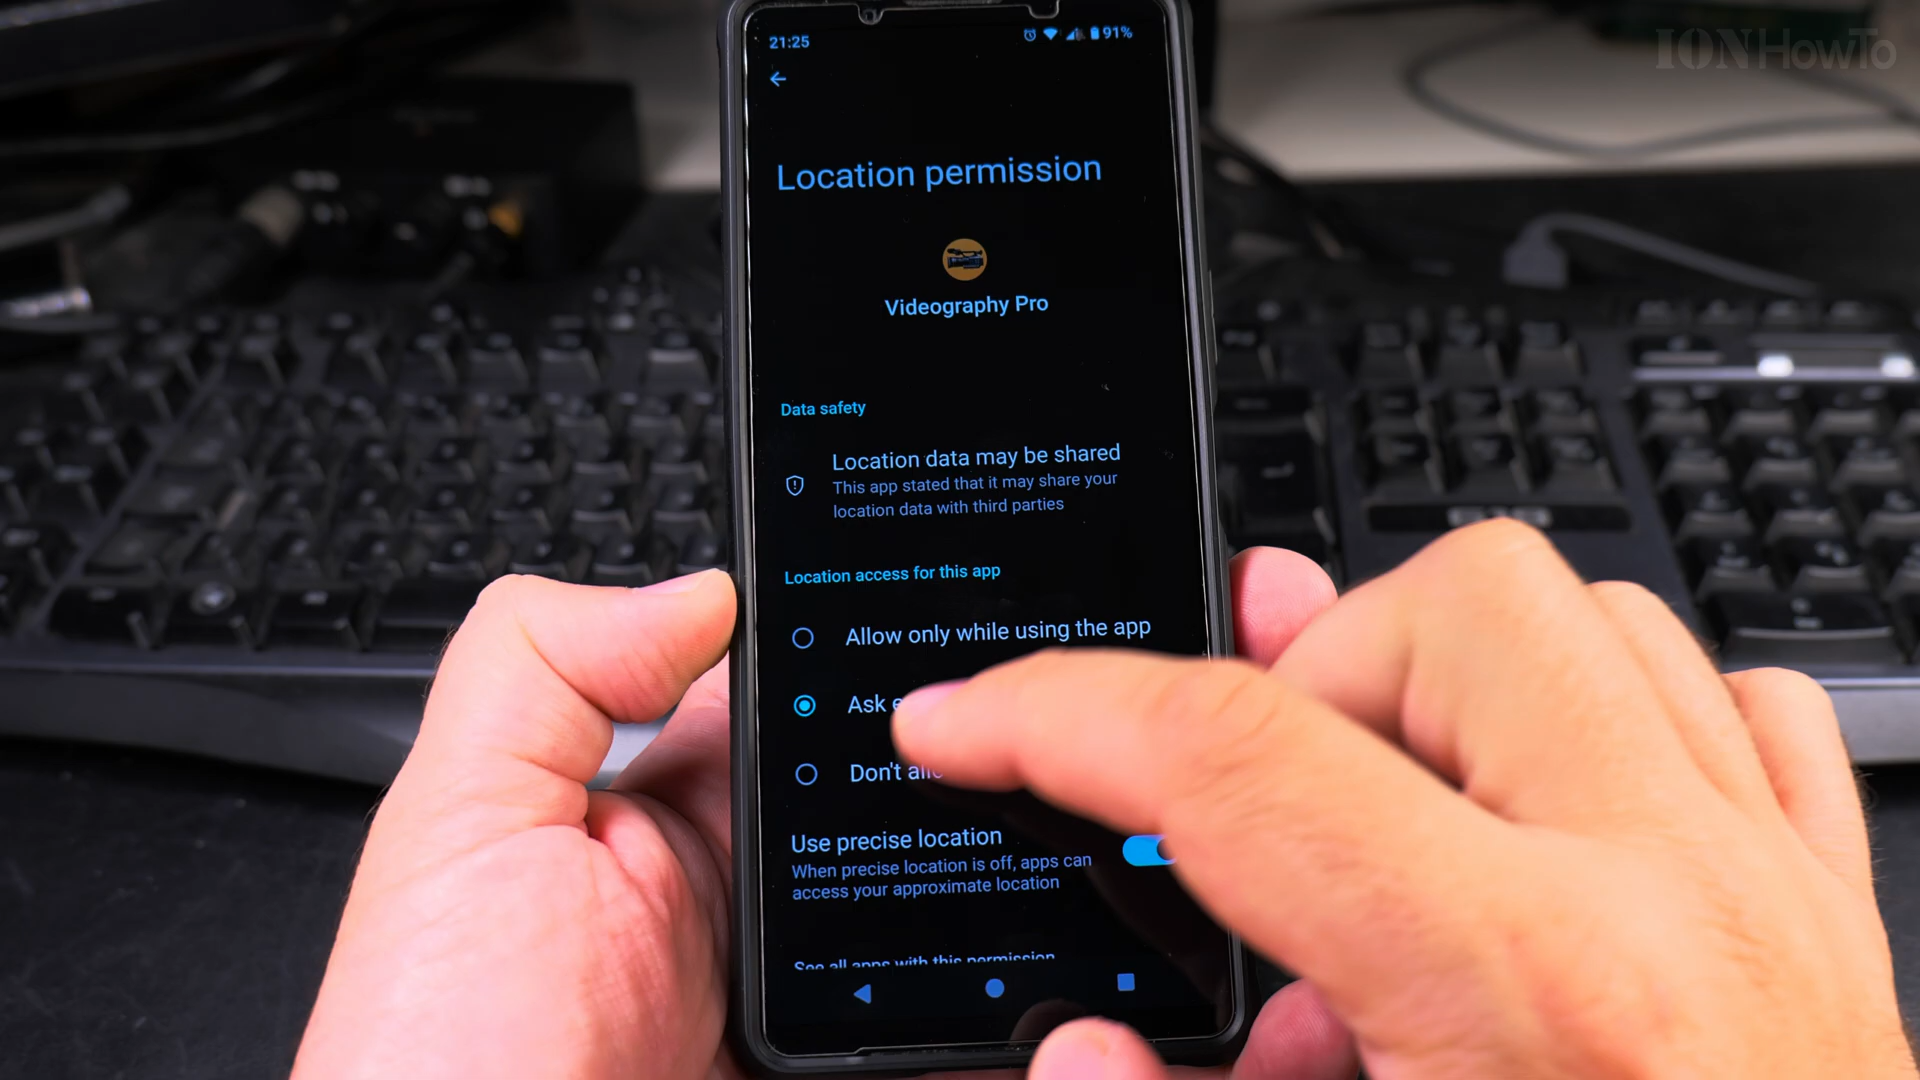 IONHowTo
21:25
91%
Location permission
Videography Pro
Data safety
Location data may be shared
This app stated that it may share your
location data with third parties
Location access for this app
Allow only while using the app
Ask
Don't
Use precise location
When precise location is off, apps can
access your approximate location
See all apps with this permission